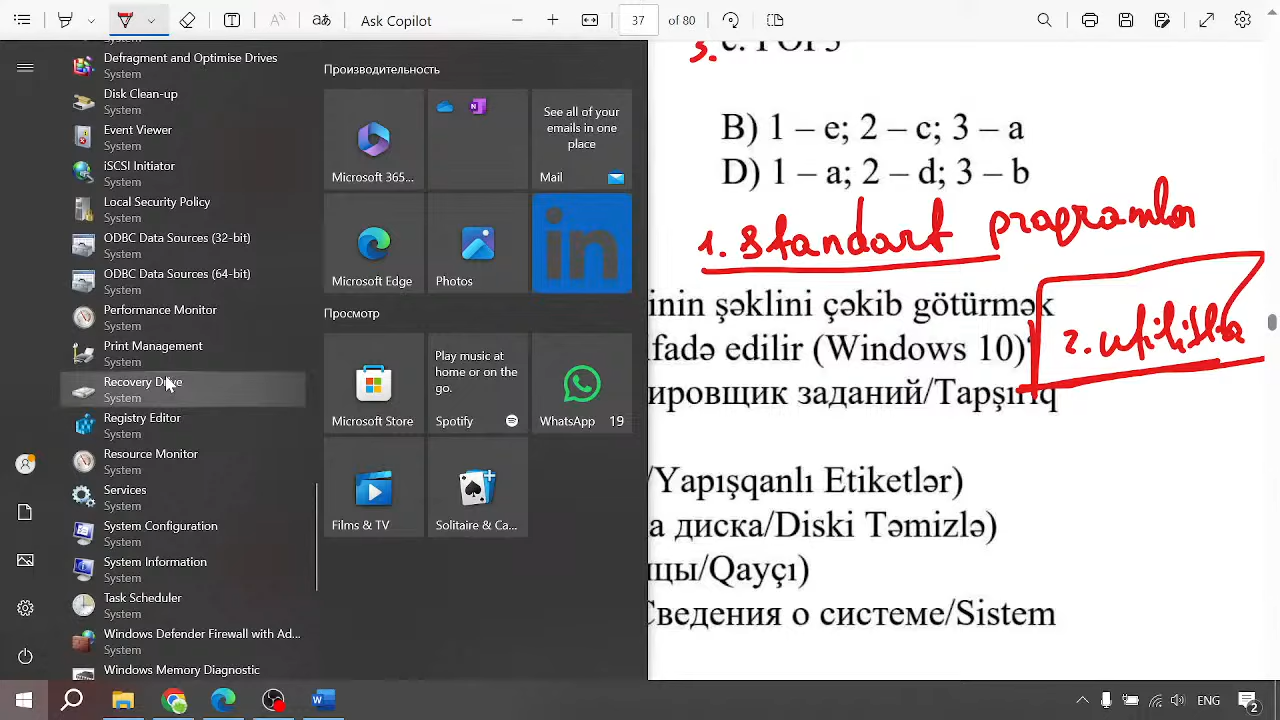 Ask Copilot
37 of 80
System
Defragment and Optimise Drives
System
Disk Clean-up
System
Event Viewer
System
iSCSI Initiator
System
Local Security Policy
System
ODBC Data Sources (32-bit)
System
ODBC Data Sources (64-bit)
System
Performance Monitor
System
Print Management
System
Recovery Drive
System
Registry Editor
System
Resource Monitor
System
Services
System
System Configuration
System
System Information
System
Task Scheduler
System
Windows Defender Firewall with Ad...
System
Windows Memory Diagnostic
Производительность
Microsoft 365...
See all of your
emails in one
place
Mail
Microsoft Edge
Photos
in
Просмотр
Microsoft Store
Play music at
home or on the
go.
Spotify
WhatsApp 19
Films & TV
Solitaire & Ca...
3. c. POP3
B) 1 – e; 2 – c; 3 – a
D) 1 – a; 2 – d; 3 – b
1. standart proqramlar
inin şəklini çəkib götürmək
ifadə edilir (Windows 10)?
2. utilitlər
ировщик заданий/Tapşırıq
/Yapışqanlı Etiketlər)
а диска/Diski Təmizlə)
ицы/Qayçı)
Сведения о системе/Sistem
ENG
2